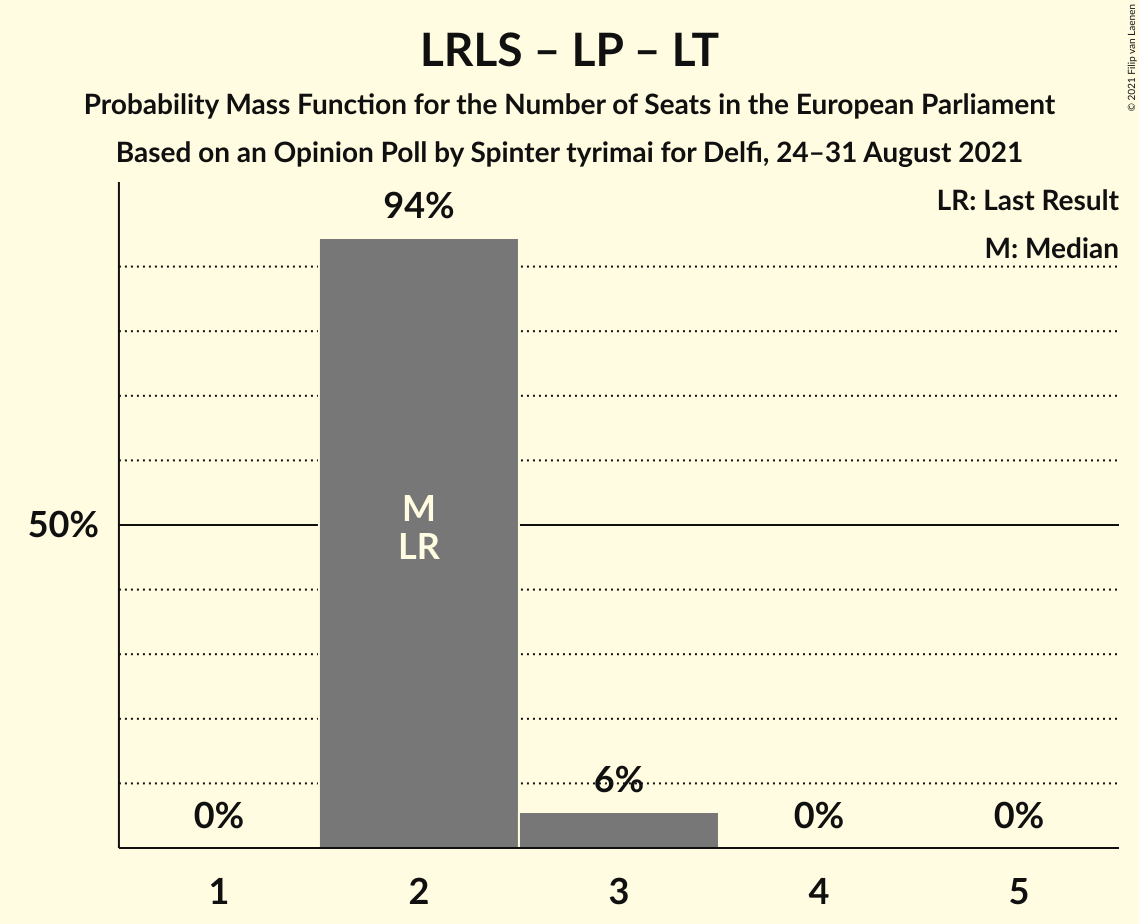 LRLS – LP – LT
Probability Mass Function for the Number of Seats in the European Parliament
Based on an Opinion Poll by Spinter tyrimai for Delfi, 24–31 August 2021
© 2021 Filip van Laenen
LR: Last Result
M: Median
94%
50%
M
LR
6%
0%
0%
0%
1
2
3
4
5